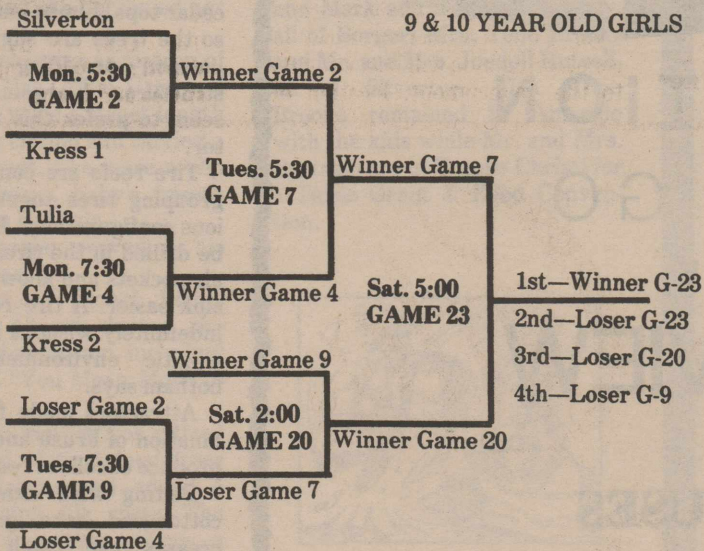 9 & 10 YEAR OLD GIRLS
Silverton
Mon. 5:30
GAME 2
Kress 1
Winner Game 2
Tues. 5:30
GAME 7
Tulia
Mon. 7:30
GAME 4
Kress 2
Winner Game 4
Winner Game 7
Sat. 5:00
GAME 23
Winner Game 9
Sat. 2:00
GAME 20
Loser Game 2
Tues. 7:30
GAME 9
Loser Game 4
Loser Game 7
Winner Game 20
1st—Winner G-23
2nd—Loser G-23
3rd—Loser G-20
4th—Loser G-9